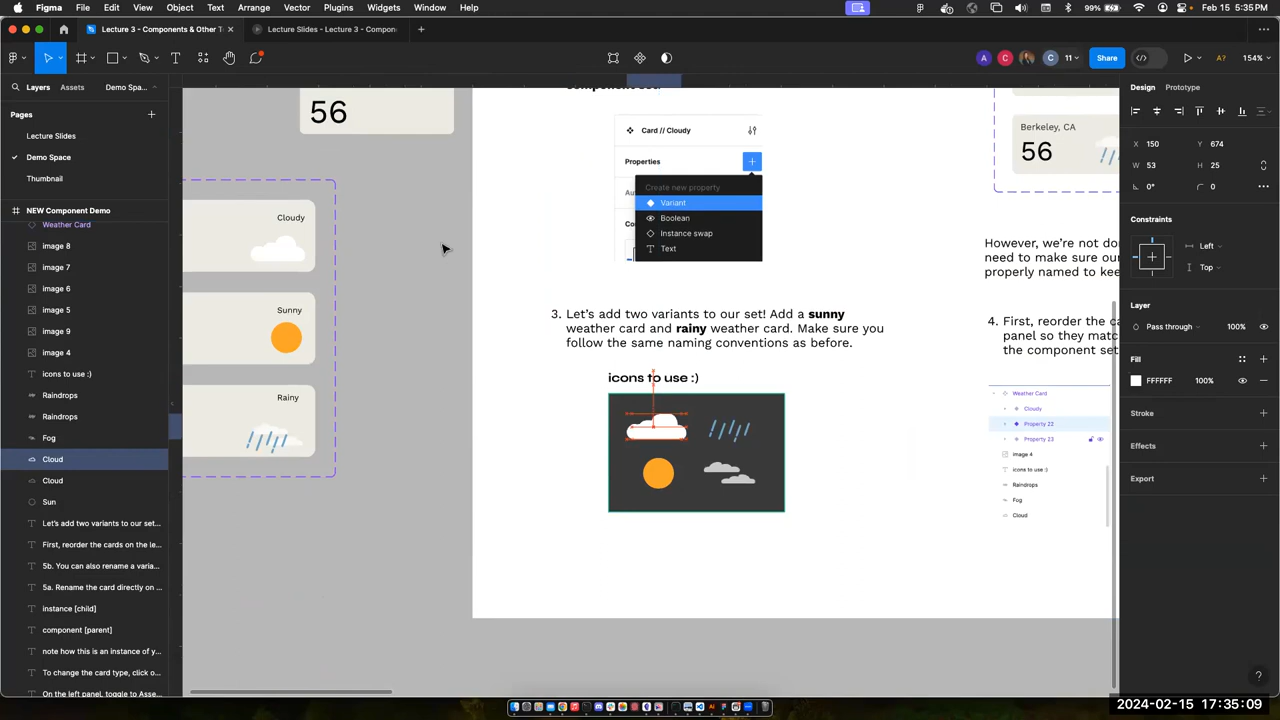 Figma File Edit View Object Text Arrange Vector Plugins Widgets Window Help 99% Feb 15 5:35 PM
Lecture 3 - Components & Other T Lecture Slides - Lecture 3 - Compon
A C C 11 Share A? 154%
Layers Assets Demo Spa...
Pages
Lecture Slides
Demo Space
Thumbnail
NEW Component Demo
Weather Card
image 8
image 7
image 6
image 5
image 9
image 4
icons to use :)
Raindrops
Raindrops
Fog
Cloud
Cloud
Sun
Let's add two variants to our set...
First, reorder the cards on the le...
5b. You can also rename a varia...
5a. Rename the card directly on ...
instance [child]
component [parent]
note how this is an instance of y...
To change the card type, click o...
On the left panel, toggle to Asse...
56
Cloudy
Sunny
Rainy
component set.
Card // Cloudy
Properties
Create new property
Variant
Boolean
Instance swap
Text
3. Let's add two variants to our set! Add a sunny
weather card and rainy weather card. Make sure you
follow the same naming conventions as before.
icons to use :)
Berkeley, CA
56
However, we're not do
need to make sure ou
properly named to kee
4. First, reorder the ca
panel so they matc
the component set
Weather Card
Cloudy
Property 22
Property 23
image 4
icons to use :)
Raindrops
Fog
Cloud
Design Prototype
X 150 Y 674
W 53 H 25
0° 0
Constraints
Left
Top
Layer
Pass through 100%
Fill
FFFFFF 100%
Stroke
Effects
Export
?
2024-02-15 17:35:09